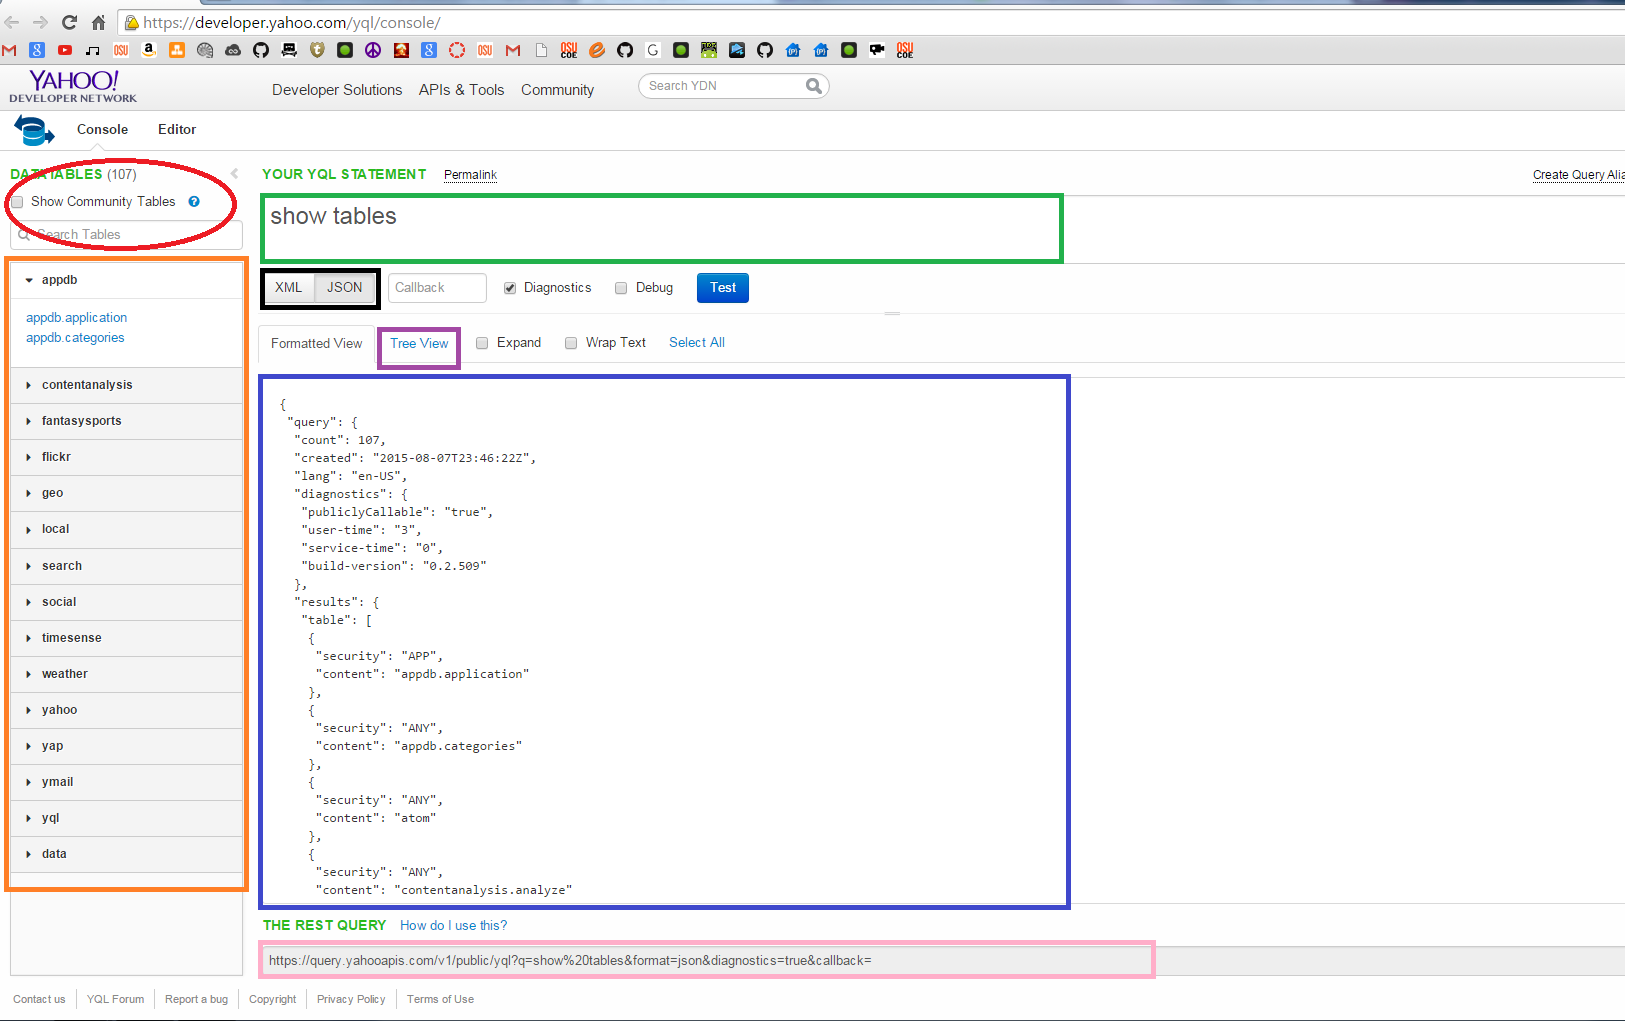 https://developer.yahoo.com/yql/console/
YAHOO!
DEVELOPER NETWORK
Developer Solutions APIs & Tools Community Search YDN
Console Editor
DATA TABLES (107)
Show Community Tables ?
Search Tables
appdb
appdb.application
appdb.categories
contentanalysis
fantasysports
flickr
geo
local
search
social
timesense
weather
yahoo
yap
ymail
yql
data
YOUR YQL STATEMENT Permalink
Create Query Alia
show tables
XML JSON Callback Diagnostics Debug Test
Formatted View Tree View Expand Wrap Text Select All
{
"query": {
"count": 107,
"created": "2015-08-07T23:46:22Z",
"lang": "en-US",
"diagnostics": {
"publiclyCallable": "true",
"user-time": "3",
"service-time": "0",
"build-version": "0.2.509"
},
"results": {
"table": [
{
"security": "APP",
"content": "appdb.application"
},
{
"security": "ANY",
"content": "appdb.categories"
},
{
"security": "ANY",
"content": "atom"
},
{
"security": "ANY",
"content": "contentanalysis.analyze"
THE REST QUERY How do I use this?
https://query.yahooapis.com/v1/public/yql?q=show%20tables&format=json&diagnostics=true&callback=
Contact us YQL Forum Report a bug Copyright Privacy Policy Terms of Use